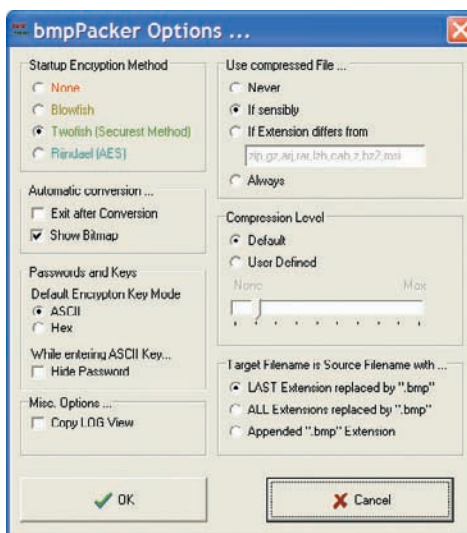 bmpPacker Options ...
Startup Encryption Method
None
Blowfish
Twofish (Securest Method)
Rijndael (AES)
Automatic conversion ...
Exit after Conversion
Show Bitmap
Passwords and Keys
Default Encrypton Key Mode
ASCII
Hex
While entering ASCII Key...
Hide Password
Misc. Options ...
Copy LOG View
Use compressed File ...
Never
If sensibly
If Extension differs from
zip,gz,arj,rar,lzh,cab,z,bz2,msi
Always
Compression Level
Default
User Defined
None Max
Target Filename is Source Filename with ...
LAST Extension replaced by ".bmp"
ALL Extensions replaced by ".bmp"
Appended ".bmp" Extension
OK
Cancel